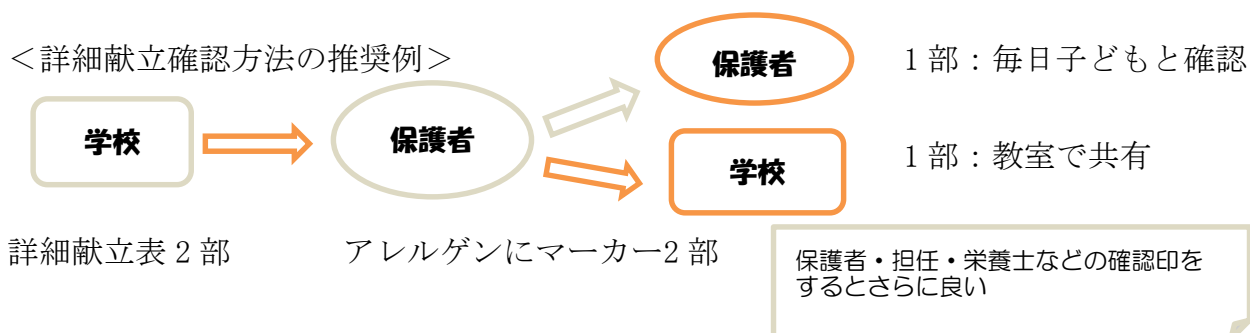 ＜詳細献立確認方法の推奨例＞
保護者
1 部：毎日子どもと確認
学校
保護者
学校
1 部：教室で共有
詳細献立表 2 部
アレルゲンにマーカー2 部
保護者・担任・栄養士などの確認印を
するとさらに良い